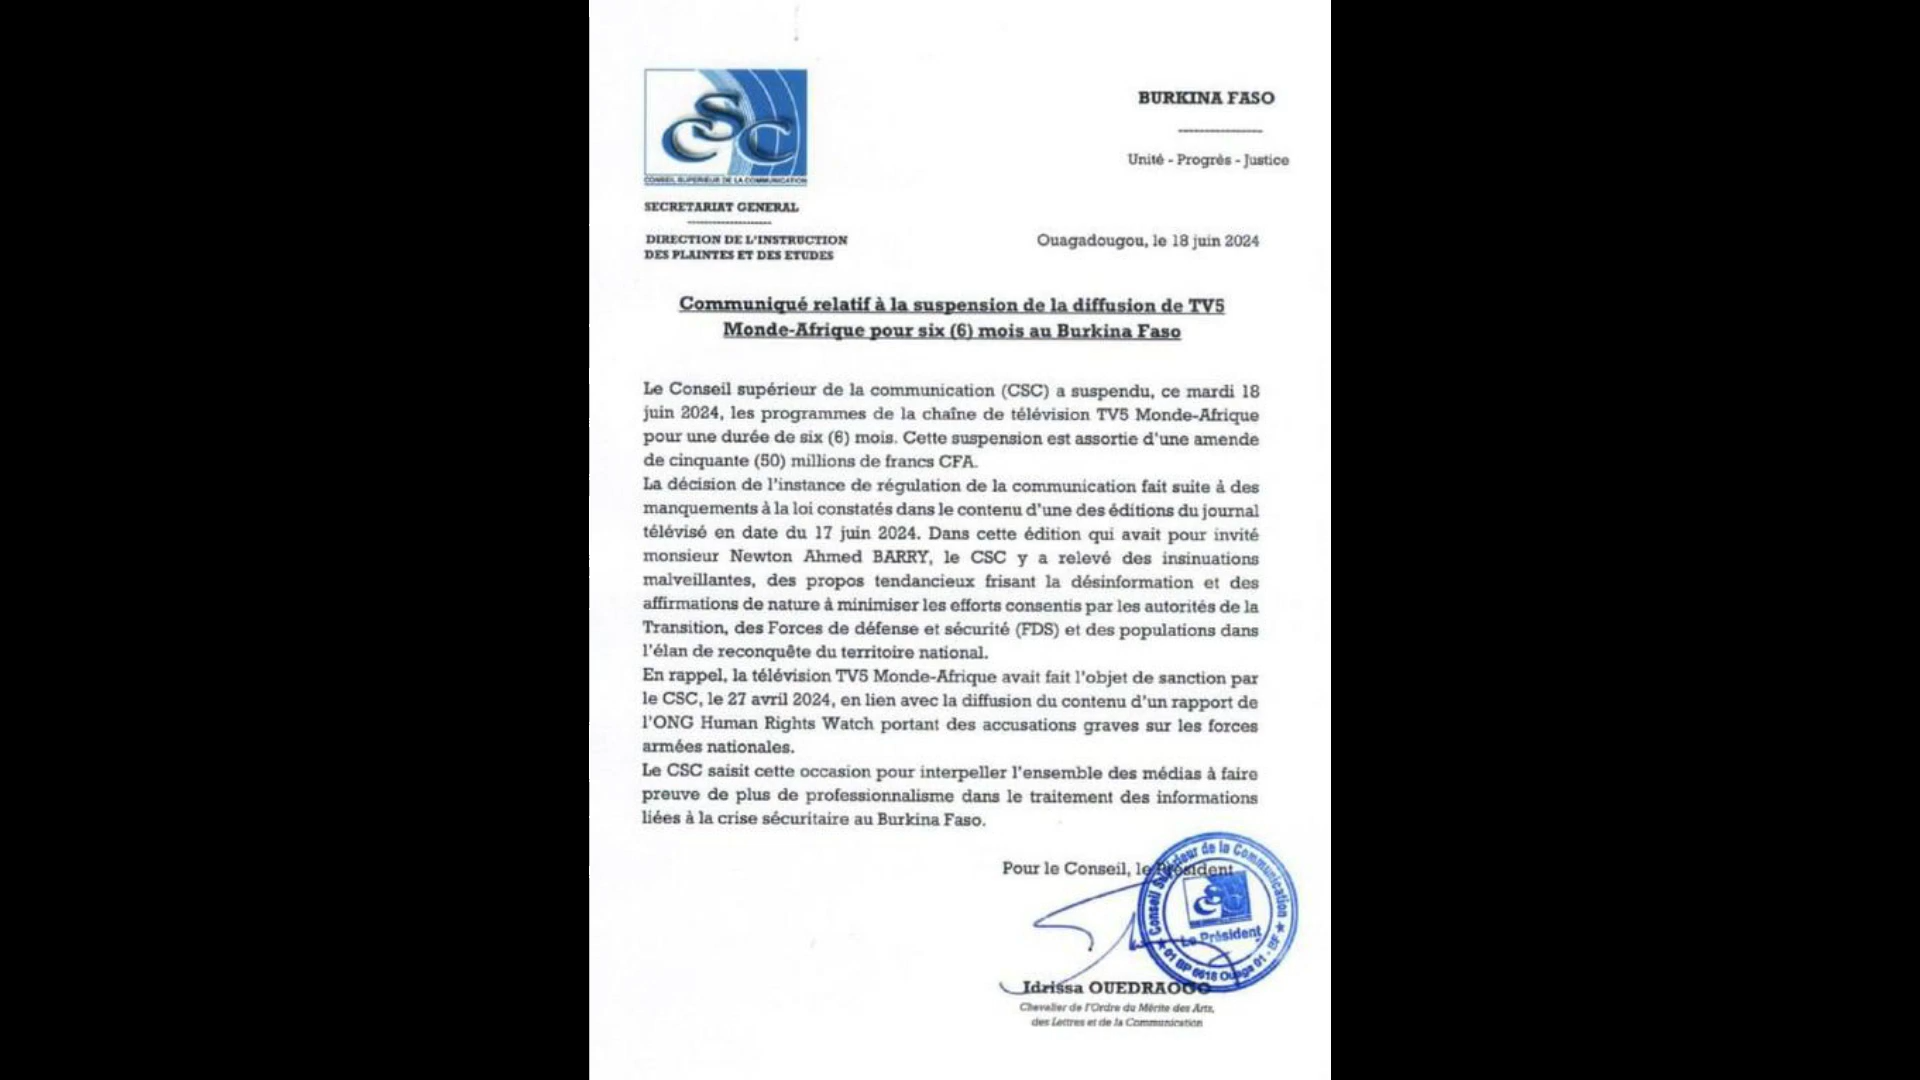 CSC
CONSEIL SUPERIEUR DE LA COMMUNICATION
SECRETARIAT GENERAL
--------------------
DIRECTION DE L'INSTRUCTION
DES PLAINTES ET DES ETUDES
BURKINA FASO
----------------
Unité - Progrès - Justice
Ouagadougou, le 18 juin 2024
Communiqué relatif à la suspension de la diffusion de TV5
Monde-Afrique pour six (6) mois au Burkina Faso
Le Conseil supérieur de la communication (CSC) a suspendu, ce mardi 18
juin 2024, les programmes de la chaîne de télévision TV5 Monde-Afrique
pour une durée de six (6) mois. Cette suspension est assortie d'une amende
de cinquante (50) millions de francs CFA.
La décision de l'instance de régulation de la communication fait suite à des
manquements à la loi constatés dans le contenu d'une des éditions du journal
télévisé en date du 17 juin 2024. Dans cette édition qui avait pour invité
monsieur Newton Ahmed BARRY, le CSC y a relevé des insinuations
malveillantes, des propos tendancieux frisant la désinformation et des
affirmations de nature à minimiser les efforts consentis par les autorités de la
Transition, des Forces de défense et sécurité (FDS) et des populations dans
l'élan de reconquête du territoire national.
En rappel, la télévision TV5 Monde-Afrique avait fait l'objet de sanction par
le CSC, le 27 avril 2024, en lien avec la diffusion du contenu d'un rapport de
l'ONG Human Rights Watch portant des accusations graves sur les forces
armées nationales.
Le CSC saisit cette occasion pour interpeller l'ensemble des médias à faire
preuve de plus de professionnalisme dans le traitement des informations
liées à la crise sécuritaire au Burkina Faso.
Pour le Conseil, le Président
Conseil Supérieur de la Communication
CSC
Le Président
★ 01 BP 6618 Ouaga 01 - BF ★
Idrissa OUEDRAOGO
Chevalier de l'Ordre du Mérite des Arts,
des Lettres et de la Communication